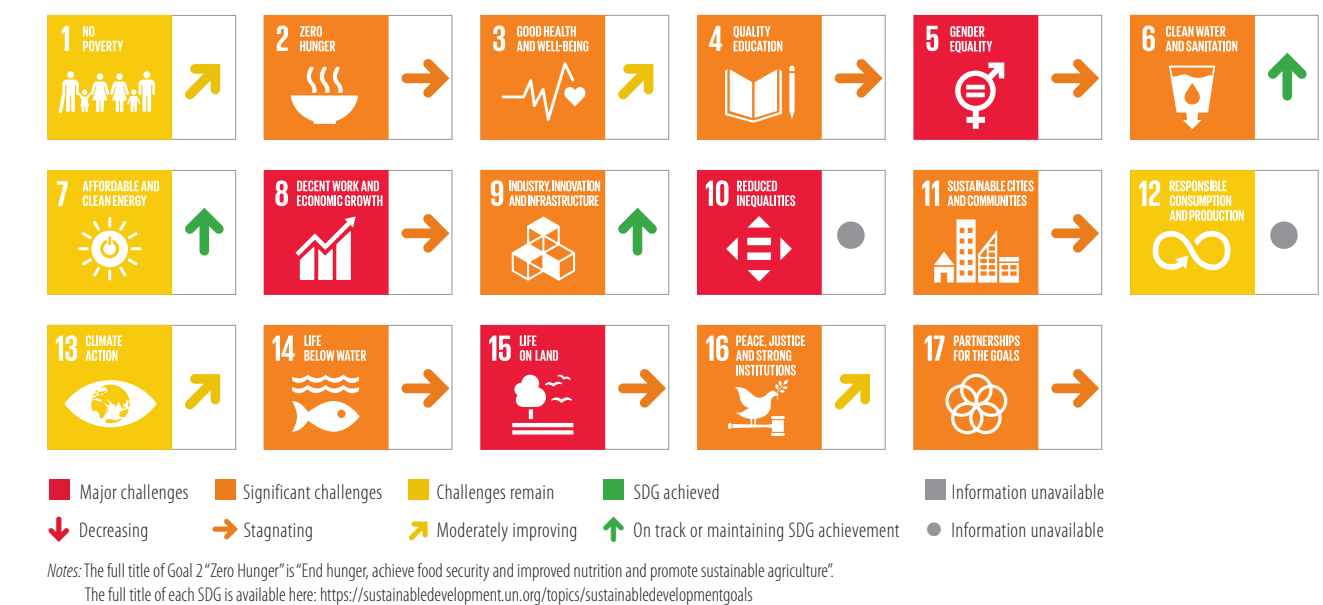 1 NO
POVERTY
2 ZERO
HUNGER
3 GOOD HEALTH
AND WELL-BEING
4 QUALITY
EDUCATION
5 GENDER
EQUALITY
6 CLEAN WATER
AND SANITATION
7 AFFORDABLE AND
CLEAN ENERGY
8 DECENT WORK AND
ECONOMIC GROWTH
9 INDUSTRY, INNOVATION
AND INFRASTRUCTURE
10 REDUCED
INEQUALITIES
11 SUSTAINABLE CITIES
AND COMMUNITIES
12 RESPONSIBLE
CONSUMPTION
AND PRODUCTION
13 CLIMATE
ACTION
14 LIFE
BELOW WATER
15 LIFE
ON LAND
16 PEACE, JUSTICE
AND STRONG
INSTITUTIONS
17 PARTNERSHIPS
FOR THE GOALS
Major challenges Significant challenges Challenges remain SDG achieved Information unavailable
Decreasing Stagnating Moderately improving On track or maintaining SDG achievement Information unavailable
Notes: The full title of Goal 2 “Zero Hunger” is “End hunger, achieve food security and improved nutrition and promote sustainable agriculture”.
The full title of each SDG is available here: https://sustainabledevelopment.un.org/topics/sustainabledevelopmentgoals